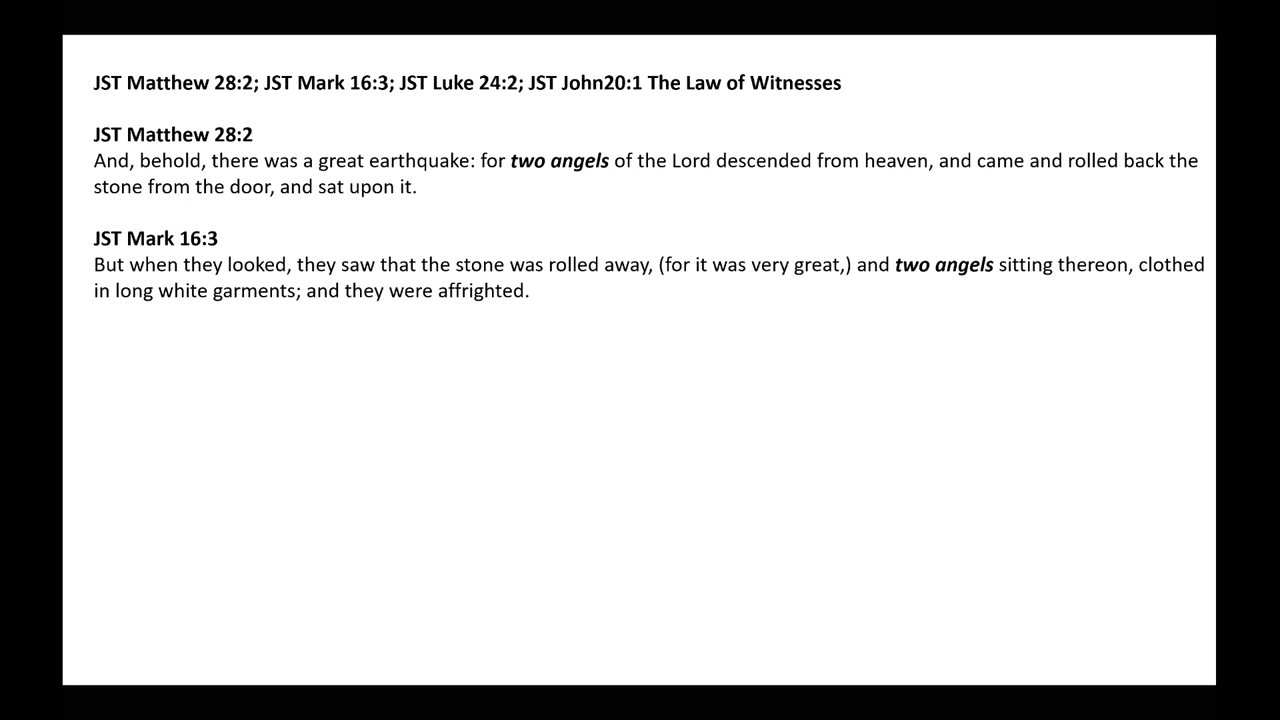 JST Matthew 28:2; JST Mark 16:3; JST Luke 24:2; JST John20:1 The Law of Witnesses
JST Matthew 28:2
And, behold, there was a great earthquake: for two angels of the Lord descended from heaven, and came and rolled back the
stone from the door, and sat upon it.
JST Mark 16:3
But when they looked, they saw that the stone was rolled away, (for it was very great,) and two angels sitting thereon, clothed
in long white garments; and they were affrighted.